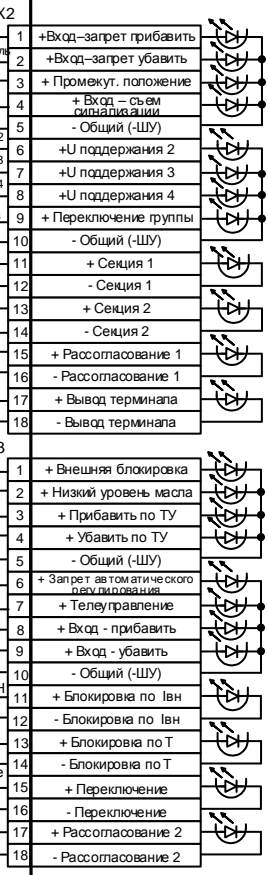 X2
1 +Вход–запрет прибавить
2 +Вход–запрет убавить
3 + Промежут. положение
4 + Вход – съем
сигнализации
5 - Общий (-ШУ)
6 +U поддержания 2
7 +U поддержания 3
8 +U поддержания 4
9 + Переключение группы
10 - Общий (-ШУ)
11 + Секция 1
12 - Секция 1
13 + Секция 2
14 - Секция 2
15 + Рассогласование 1
16 - Рассогласование 1
17 + Вывод терминала
18 - Вывод терминала
1 + Внешняя блокировка
2 + Низкий уровень масла
3 + Прибавить по ТУ
4 + Убавить по ТУ
5 - Общий (-ШУ)
6 + Запрет автоматического
регулирования
7 + Телеуправление
8 + Вход - прибавить
9 + Вход - убавить
10 - Общий (-ШУ)
11 + Блокировка по Iвн
12 - Блокировка по Iвн
13 + Блокировка по Т
14 - Блокировка по Т
15 + Переключение
16 - Переключение
17 + Рассогласование 2
18 - Рассогласование 2